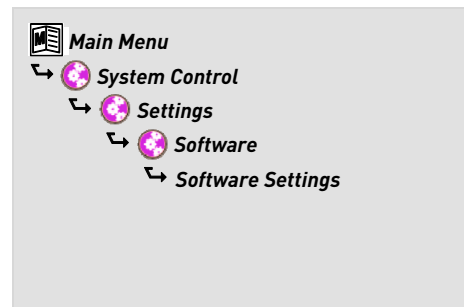 Main Menu
System Control
Settings
Software
Software Settings